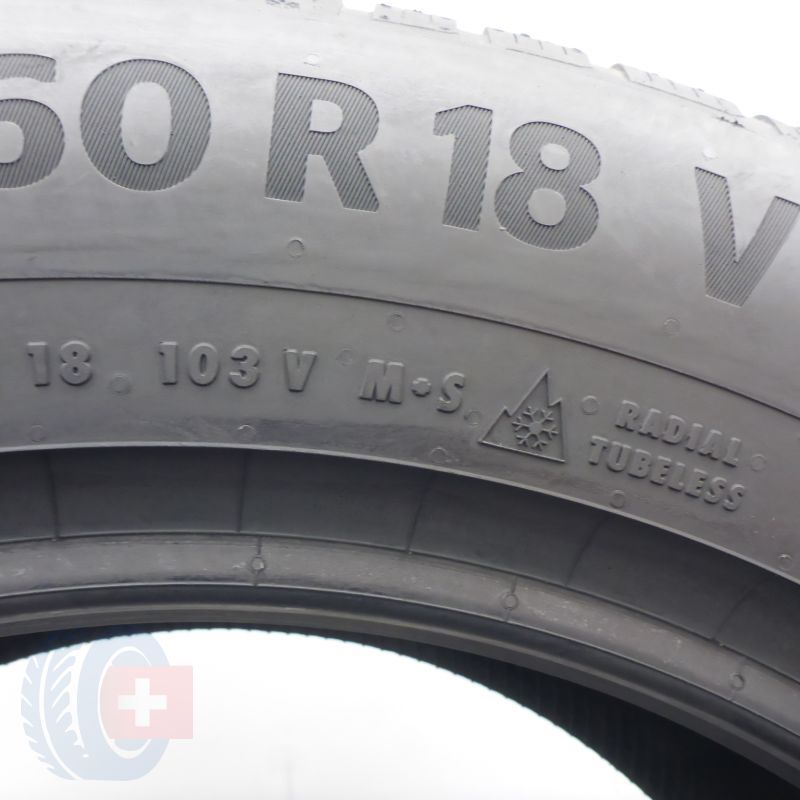 60 R 18 V
18 103 V M+S RADIAL
TUBELESS